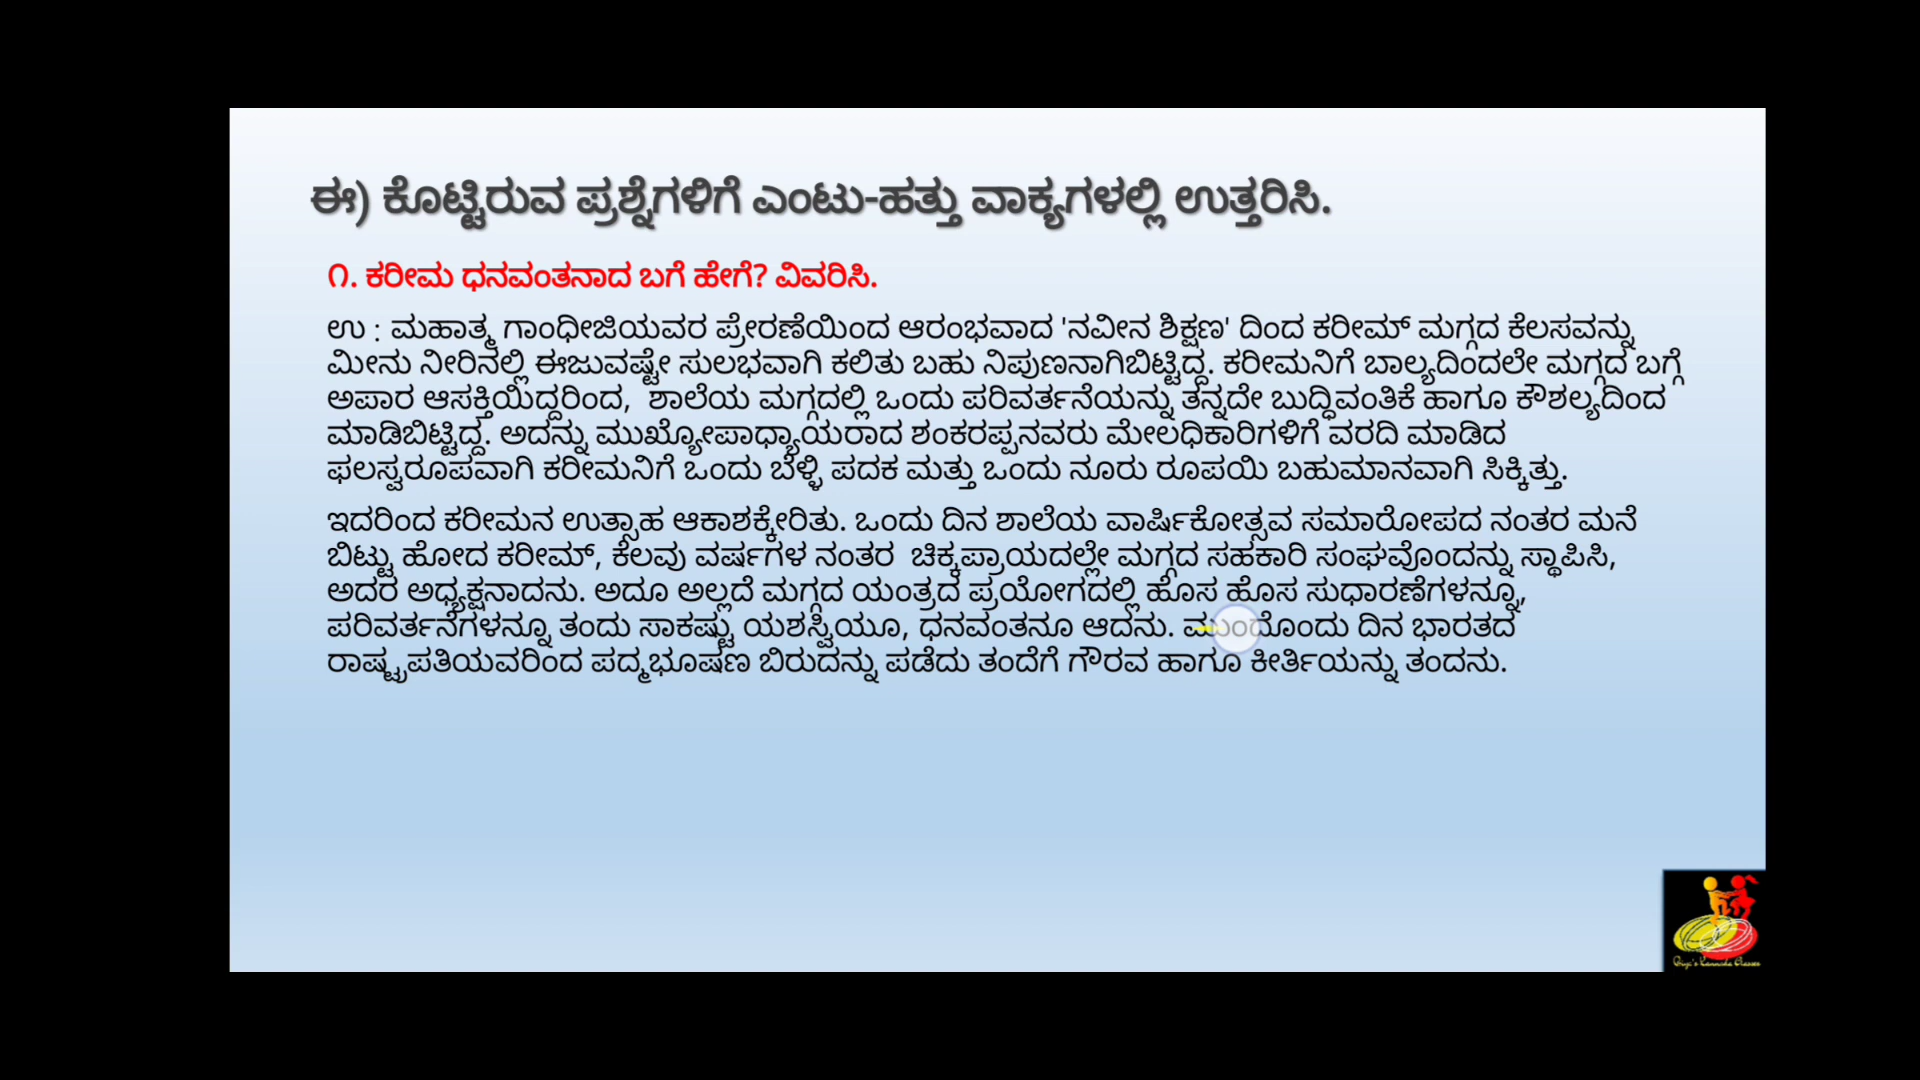 ಈ) ಕೊಟ್ಟಿರುವ ಪ್ರಶ್ನೆಗಳಿಗೆ ಎಂಟು-ಹತ್ತು ವಾಕ್ಯಗಳಲ್ಲಿ ಉತ್ತರಿಸಿ.
೧. ಕರೀಮ ಧನವಂತನಾದ ಬಗೆ ಹೇಗೆ? ವಿವರಿಸಿ.
ಉ : ಮಹಾತ್ಮ ಗಾಂಧೀಜಿಯವರ ಪ್ರೇರಣೆಯಿಂದ ಆರಂಭವಾದ 'ನವೀನ ಶಿಕ್ಷಣ' ದಿಂದ ಕರೀಮ್ ಮಗ್ಗದ ಕೆಲಸವನ್ನು
ಮೀನು ನೀರಿನಲ್ಲಿ ಈಜುವಷ್ಟೇ ಸುಲಭವಾಗಿ ಕಲಿತು ಬಹು ನಿಪುಣನಾಗಿಬಿಟ್ಟಿದ್ದ. ಕರೀಮನಿಗೆ ಬಾಲ್ಯದಿಂದಲೇ ಮಗ್ಗದ ಬಗ್ಗೆ
ಅಪಾರ ಆಸಕ್ತಿಯಿದ್ದರಿಂದ, ಶಾಲೆಯ ಮಗ್ಗದಲ್ಲಿ ಒಂದು ಪರಿವರ್ತನೆಯನ್ನು ತನ್ನದೇ ಬುದ್ಧಿವಂತಿಕೆ ಹಾಗೂ ಕೌಶಲ್ಯದಿಂದ
ಮಾಡಿಬಿಟ್ಟಿದ್ದ. ಅದನ್ನು ಮುಖ್ಯೋಪಾಧ್ಯಾಯರಾದ ಶಂಕರಪ್ಪನವರು ಮೇಲಧಿಕಾರಿಗಳಿಗೆ ವರದಿ ಮಾಡಿದ
ಫಲಸ್ವರೂಪವಾಗಿ ಕರೀಮನಿಗೆ ಒಂದು ಬೆಳ್ಳಿ ಪದಕ ಮತ್ತು ಒಂದು ನೂರು ರೂಪಯಿ ಬಹುಮಾನವಾಗಿ ಸಿಕ್ಕಿತ್ತು.
ಇದರಿಂದ ಕರೀಮನ ಉತ್ಸಾಹ ಆಕಾಶಕ್ಕೇರಿತು. ಒಂದು ದಿನ ಶಾಲೆಯ ವಾರ್ಷಿಕೋತ್ಸವ ಸಮಾರೋಪದ ನಂತರ ಮನೆ
ಬಿಟ್ಟು ಹೋದ ಕರೀಮ್, ಕೆಲವು ವರ್ಷಗಳ ನಂತರ ಚಿಕ್ಕಪ್ರಾಯದಲ್ಲೇ ಮಗ್ಗದ ಸಹಕಾರಿ ಸಂಘವೊಂದನ್ನು ಸ್ಥಾಪಿಸಿ,
ಅದರ ಅಧ್ಯಕ್ಷನಾದನು. ಅದೂ ಅಲ್ಲದೆ ಮಗ್ಗದ ಯಂತ್ರದ ಪ್ರಯೋಗದಲ್ಲಿ ಹೊಸ ಹೊಸ ಸುಧಾರಣೆಗಳನ್ನೂ,
ಪರಿವರ್ತನೆಗಳನ್ನೂ ತಂದು ಸಾಕಷ್ಟು ಯಶಸ್ವಿಯೂ, ಧನವಂತನೂ ಆದನು. ಮುಂದೊಂದು ದಿನ ಭಾರತದ
ರಾಷ್ಟ್ರಪತಿಯವರಿಂದ ಪದ್ಮಭೂಷಣ ಬಿರುದನ್ನು ಪಡೆದು ತಂದೆಗೆ ಗೌರವ ಹಾಗೂ ಕೀರ್ತಿಯನ್ನು ತಂದನು.
Kannada Classes